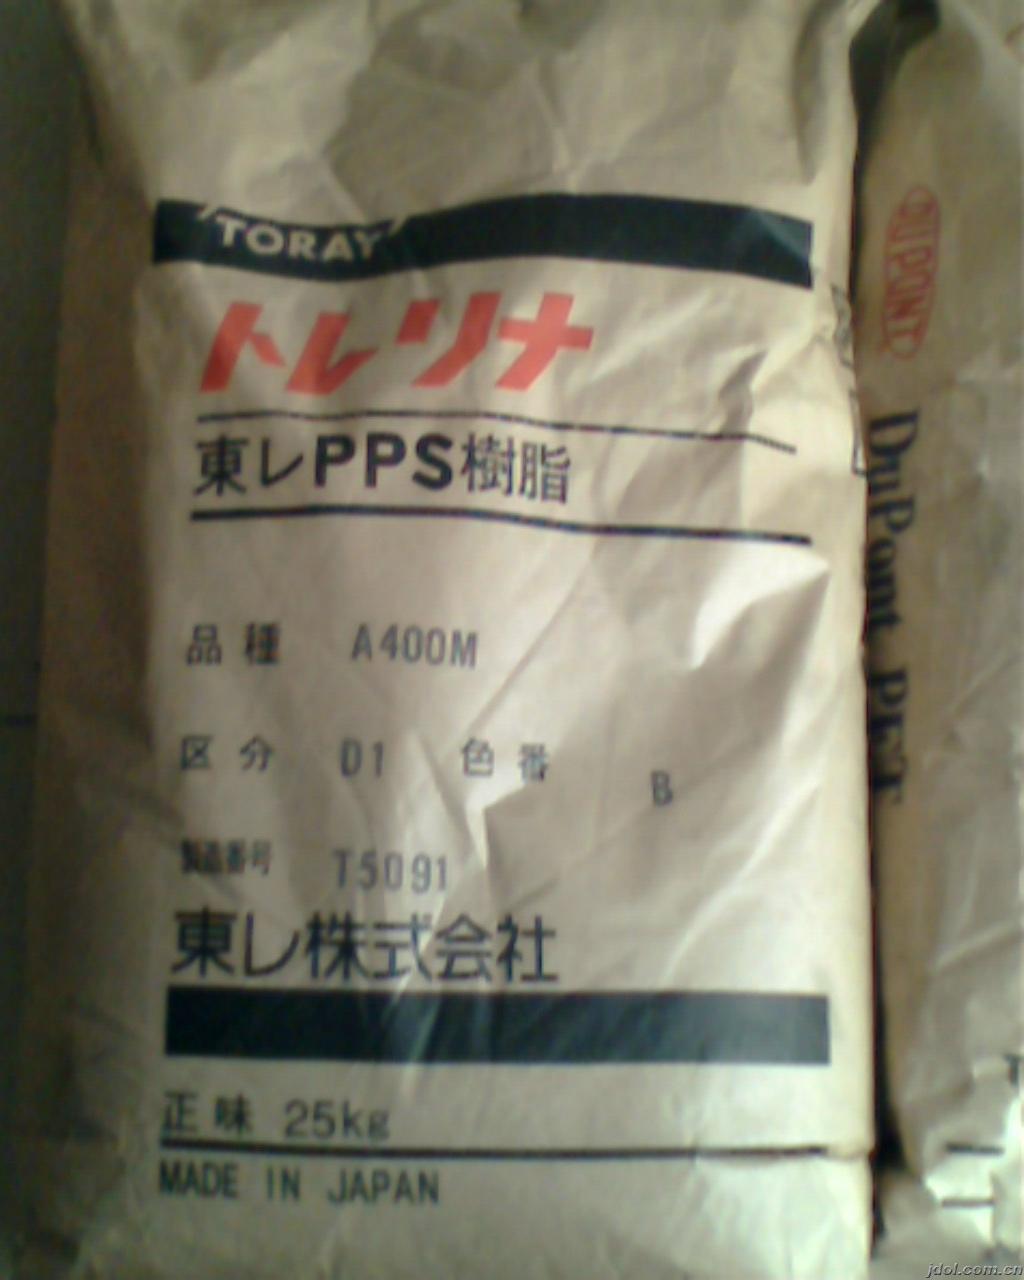 TORAY
トレリナ
東レPPS樹脂
品種 A400M
区分 D1 色番 B
製造番号 T5091
東レ株式会社
正味 25kg
MADE IN JAPAN
DUPONT
DuPont PET
jdol.com.cn